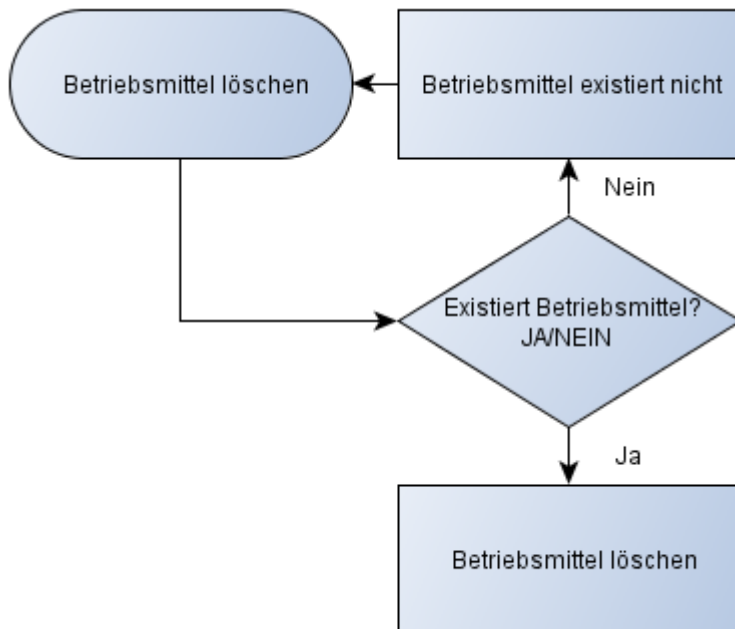 Betriebsmittel löschen
Betriebsmittel existiert nicht
Nein
Existiert Betriebsmittel?
JA/NEIN
Ja
Betriebsmittel löschen